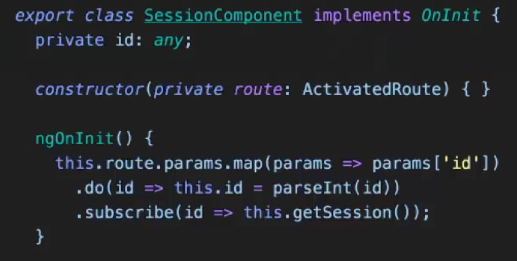 export class SessionComponent implements OnInit {
  private id: any;

  constructor(private route: ActivatedRoute) { }

  ngOnInit() {
    this.route.params.map(params => params['id'])
      .do(id => this.id = parseInt(id))
      .subscribe(id => this.getSession());
  }